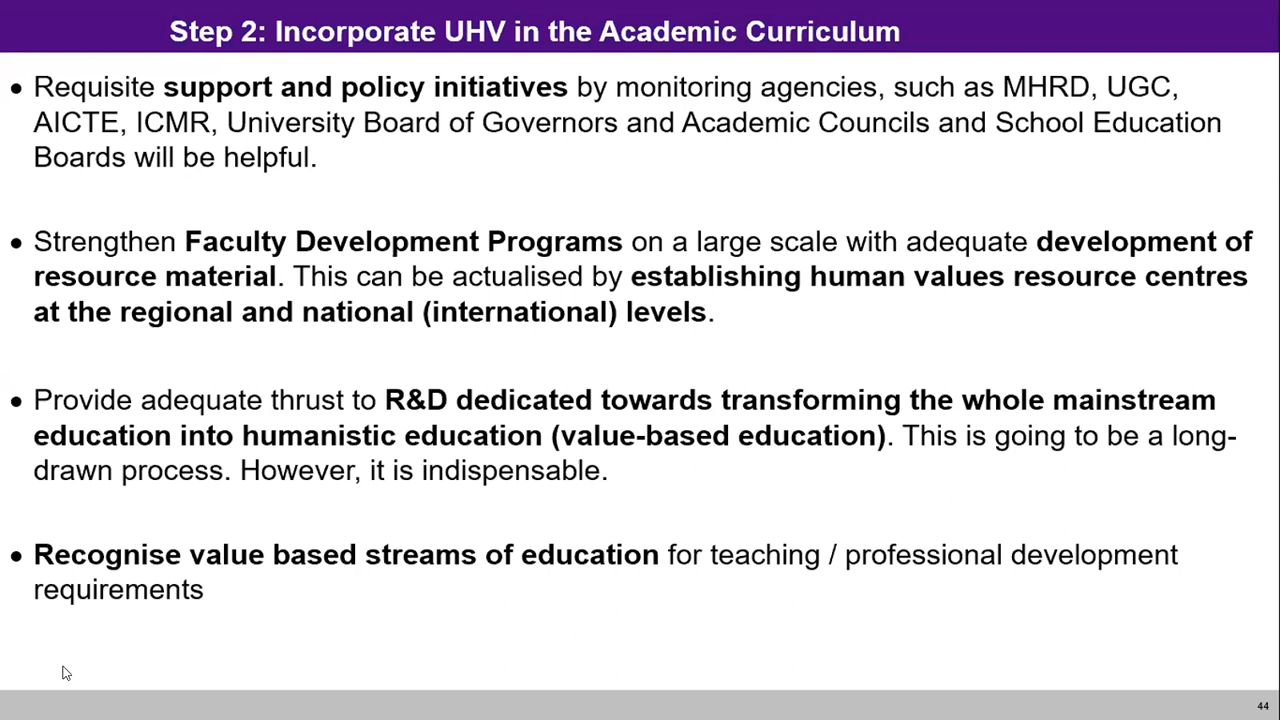 Step 2: Incorporate UHV in the Academic Curriculum
• Requisite support and policy initiatives by monitoring agencies, such as MHRD, UGC,
AICTE, ICMR, University Board of Governors and Academic Councils and School Education
Boards will be helpful.
• Strengthen Faculty Development Programs on a large scale with adequate development of
resource material. This can be actualised by establishing human values resource centres
at the regional and national (international) levels.
• Provide adequate thrust to R&D dedicated towards transforming the whole mainstream
education into humanistic education (value-based education). This is going to be a long-
drawn process. However, it is indispensable.
• Recognise value based streams of education for teaching / professional development
requirements
44